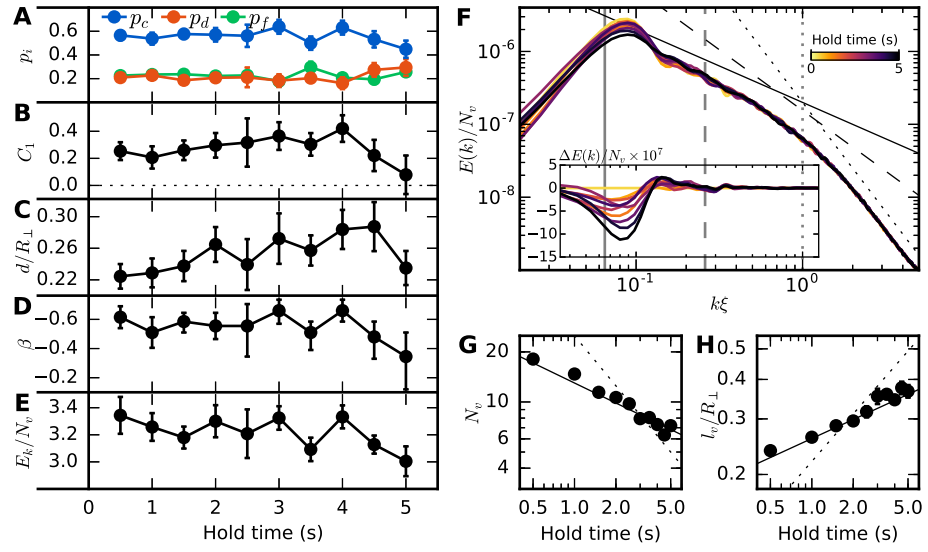 A
p_c p_d p_f
0.6
0.4
0.2
p_i
B
0.4
0.2
0.0
C_1
C
0.30
0.26
0.22
d/R_⊥
D
−0.6
−0.4
−0.2
β
E
3.4
3.2
3.0
E_k/N_v
0 1 2 3 4 5
Hold time (s)
F
10^{-6}
10^{-7}
10^{-8}
E(k)/N_v
Hold time (s)
0 5
ΔE(k)/N_v × 10^7
5
0
−5
−10
−15
10^{-1} 10^0
kξ
G
20
10
6
4
N_v
0.5 1.0 2.0 5.0
Hold time (s)
H
0.5
0.4
0.3
0.2
l_v/R_⊥
0.5 1.0 2.0 5.0
Hold time (s)